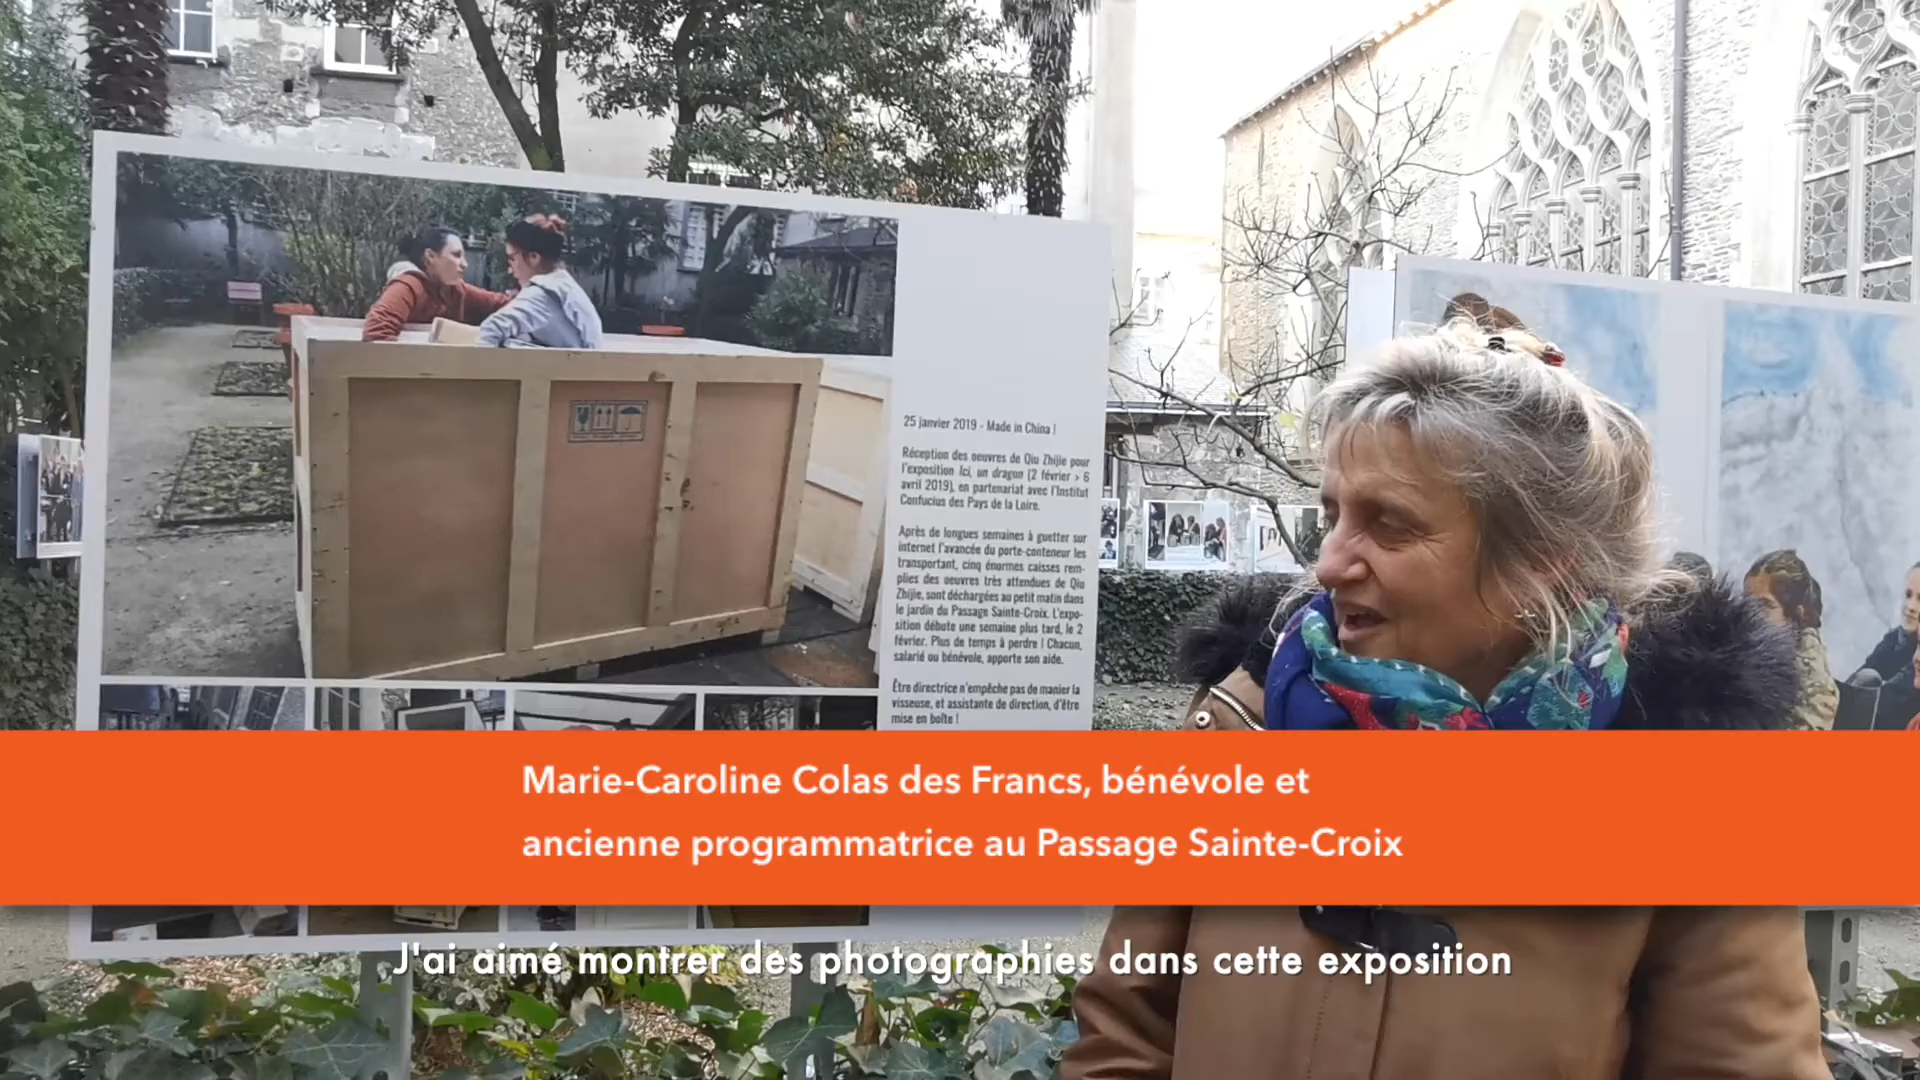 25 janvier 2019 - Made in China !
Réception des oeuvres de Qiu Zhijie pour
l'exposition Ici, un dragon (2 février > 6
avril 2019), en partenariat avec l'Institut
Confucius des Pays de la Loire.
Après de longues semaines à guetter sur
internet l'avancée du porte-conteneur les
transportant, cinq énormes caisses rem-
plies des oeuvres très attendues de Qiu
Zhijie, sont déchargées au petit matin dans
le jardin du Passage Sainte-Croix. L'expo-
sition débute une semaine plus tard, le 2
février. Plus de temps à perdre ! Chacun,
salarié ou bénévole, apporte son aide.
Être directrice n'empêche pas de manier la
visseuse, et assistante de direction, d'être
mise en boîte !
Marie-Caroline Colas des Francs, bénévole et
ancienne programmatrice au Passage Sainte-Croix
J'ai aimé montrer des photographies dans cette exposition